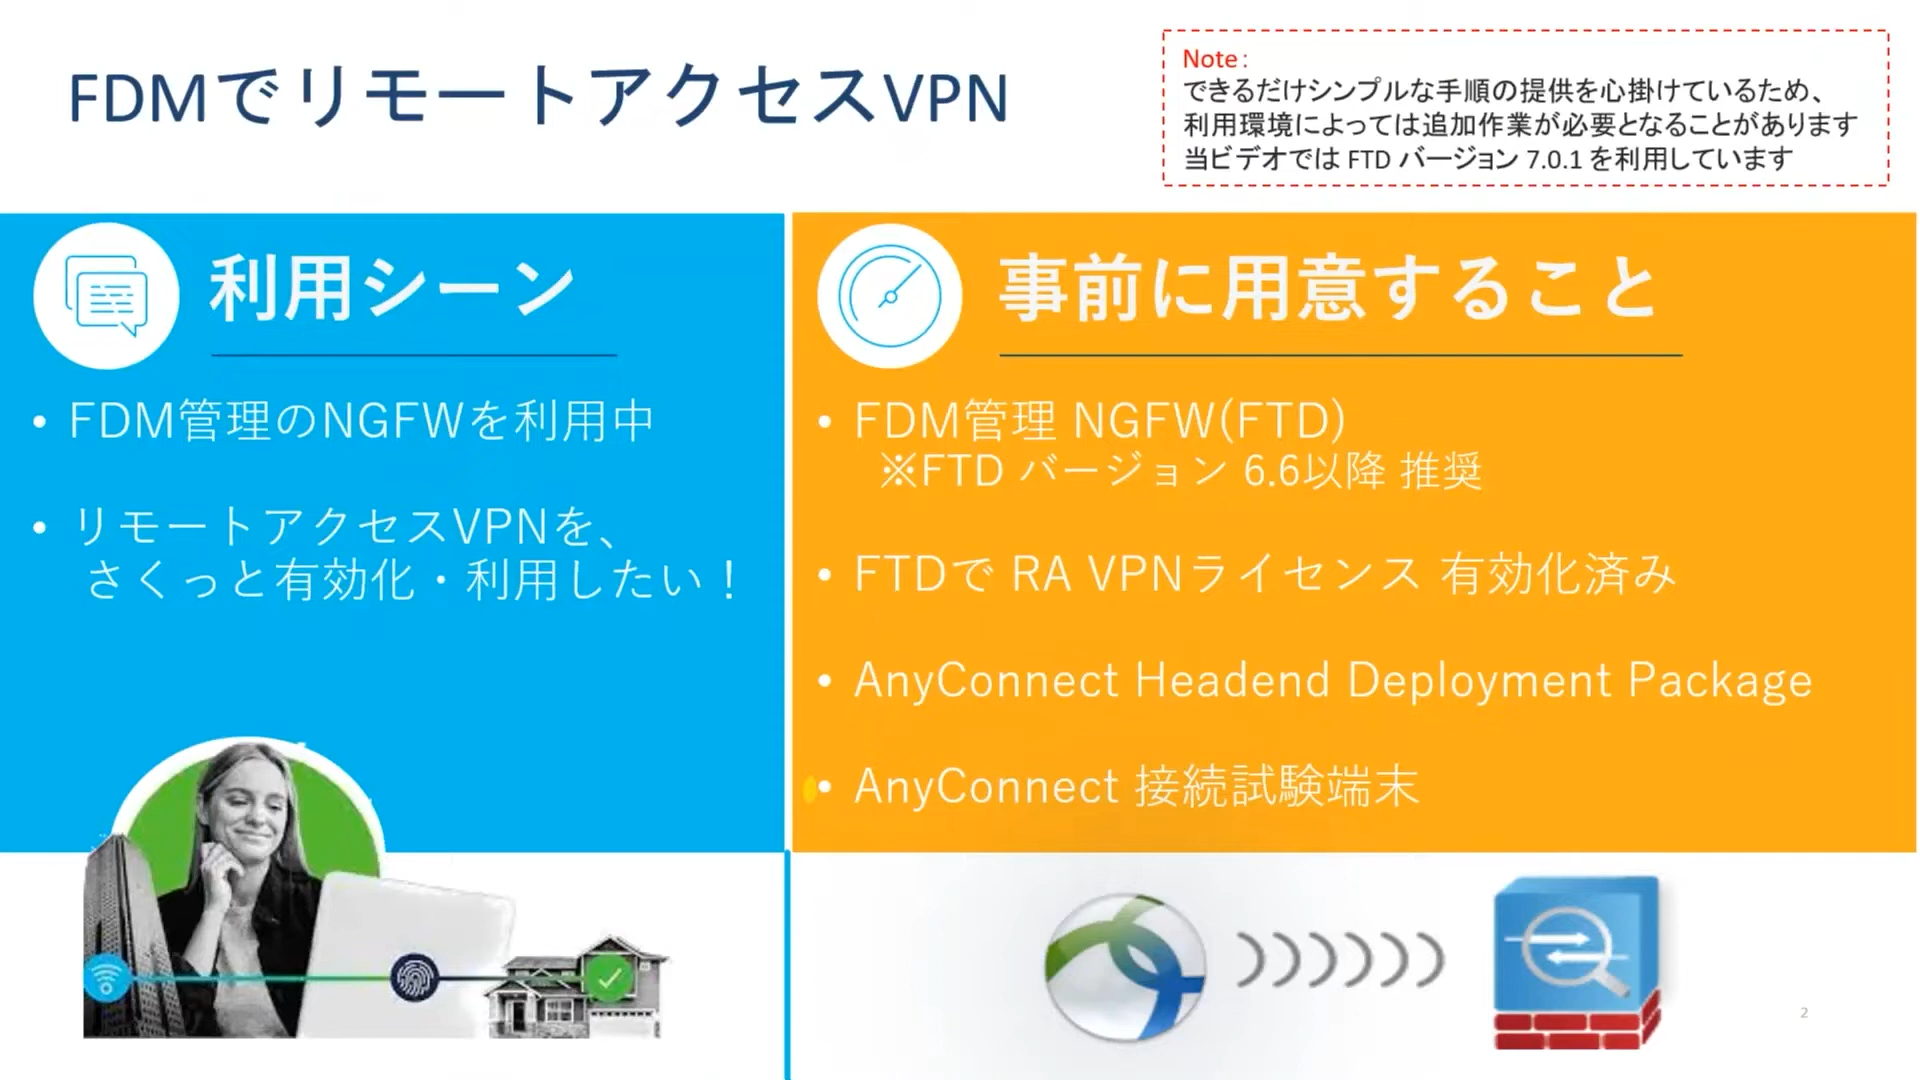 FDMでリモートアクセスVPN
Note:
できるだけシンプルな手順の提供を心掛けているため、
利用環境によっては追加作業が必要となることがあります
当ビデオでは FTD バージョン 7.0.1 を利用しています
利用シーン
• FDM管理のNGFWを利用中
• リモートアクセスVPNを、
さくっと有効化・利用したい！
事前に用意すること
• FDM管理 NGFW(FTD)
※FTD バージョン 6.6以降 推奨
• FTDで RA VPNライセンス 有効化済み
• AnyConnect Headend Deployment Package
• AnyConnect 接続試験端末
2